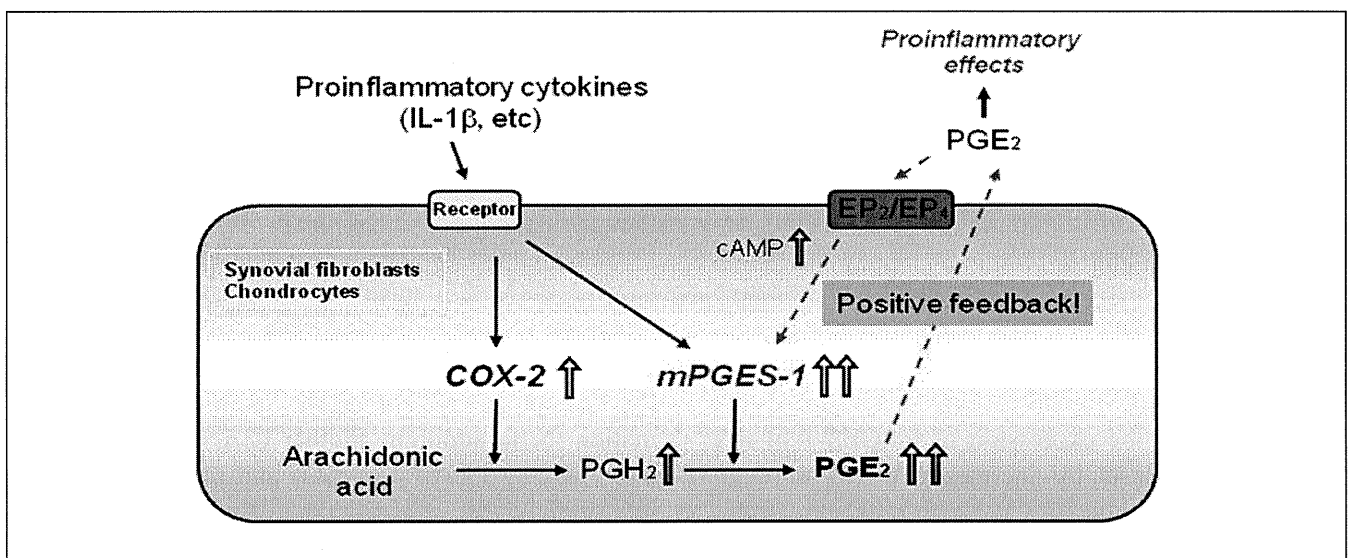 Proinflammatory
effects
Proinflammatory cytokines
(IL-1β, etc)
PGE₂
Receptor
EP₂/EP₄
cAMP
Synovial fibroblasts
Chondrocytes
Positive feedback!
COX-2
mPGES-1
Arachidonic
acid
PGH₂
PGE₂